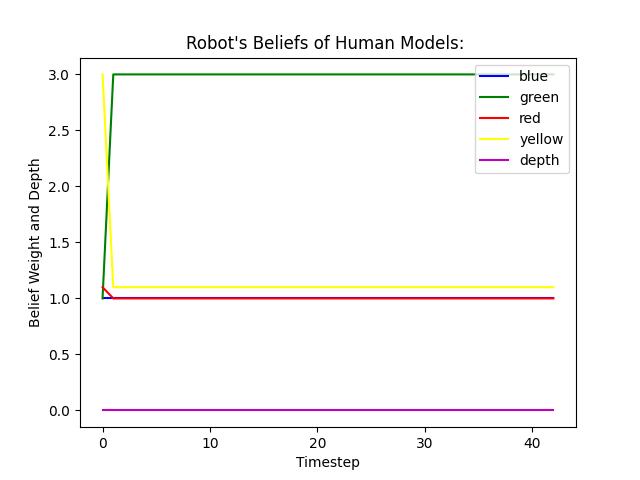 Robot's Beliefs of Human Models:
3.0
2.5
2.0
1.5
1.0
0.5
0.0
Belief Weight and Depth
blue
green
red
yellow
depth
0
10
20
30
40
Timestep